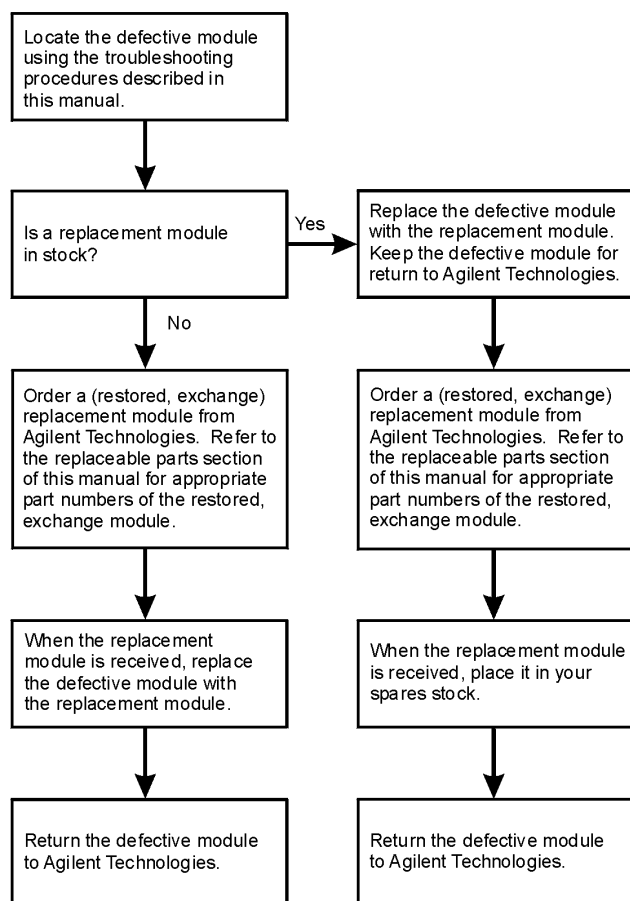 Locate the defective module
using the troubleshooting
procedures described in
this manual.
Is a replacement module
in stock?
Yes
Replace the defective module
with the replacement module.
Keep the defective module for
return to Agilent Technologies.
No
Order a (restored, exchange)
replacement module from
Agilent Technologies.  Refer to
the replaceable parts section
of this manual for appropriate
part numbers of the restored,
exchange module.
Order a (restored, exchange)
replacement module from
Agilent Technologies.  Refer to
the replaceable parts section
of this manual for appropriate
part numbers of the restored,
exchange module.
When the replacement
module is received, replace
the defective module with
the replacement module.
When the replacement module
is received, place it in your
spares stock.
Return the defective module
to Agilent Technologies.
Return the defective module
to Agilent Technologies.